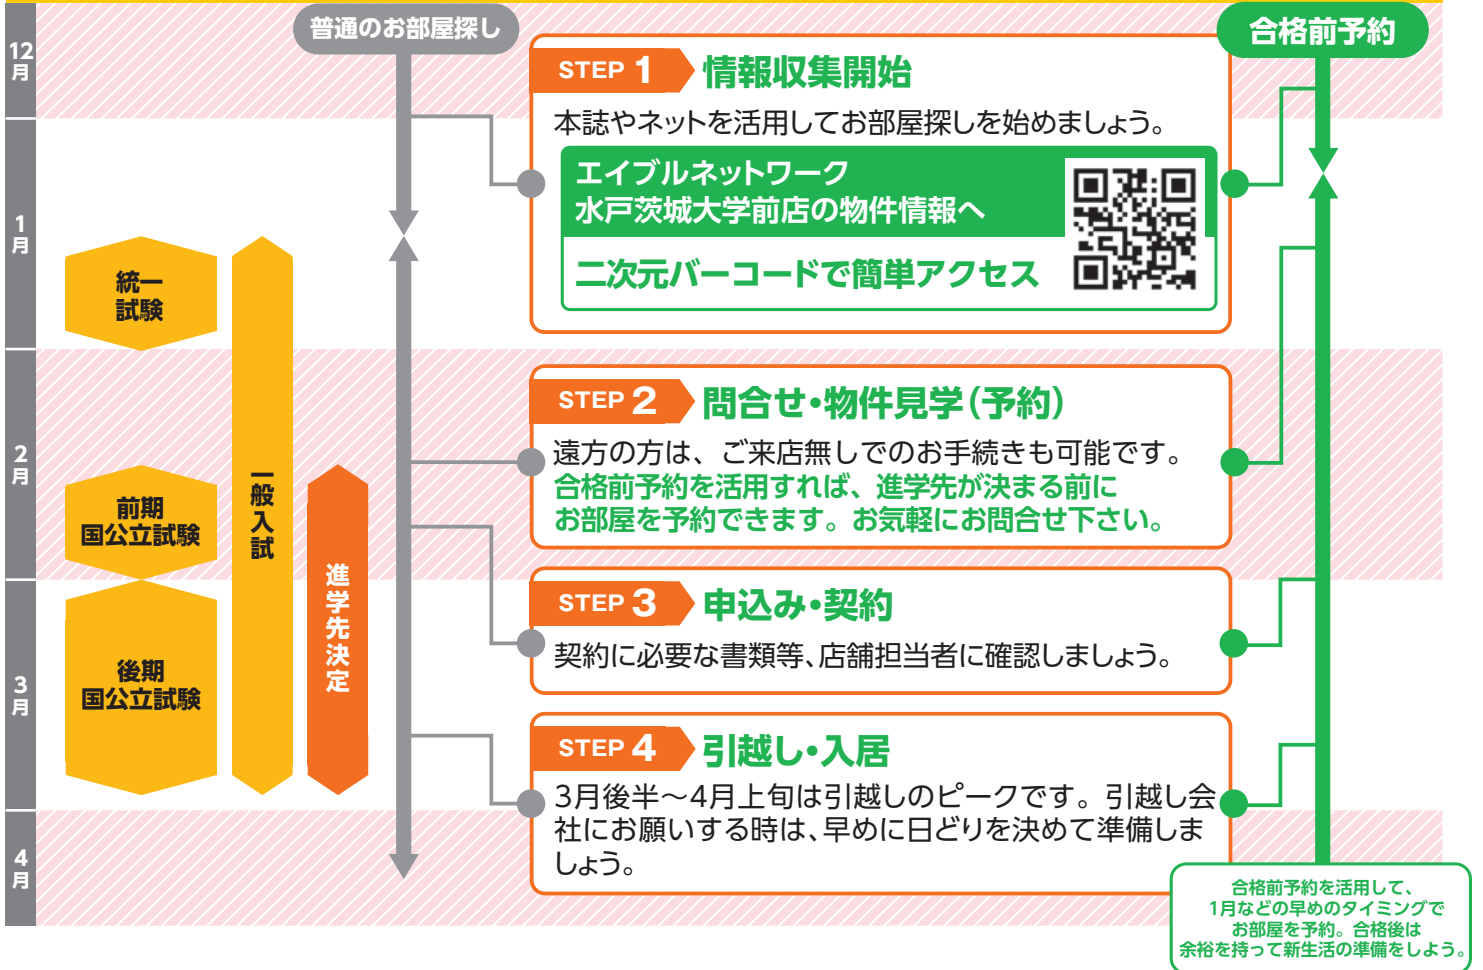 普通のお部屋探し
合格前予約
12
月
1
月
2
月
3
月
4
月
統一
試験
前期
国公立試験
後期
国公立試験
一般入試
進学先決定
STEP 1 情報収集開始
本誌やネットを活用してお部屋探しを始めましょう。
エイブルネットワーク
水戸茨城大学前店の物件情報へ
二次元バーコードで簡単アクセス
STEP 2 問合せ・物件見学（予約）
遠方の方は、ご来店無しでのお手続きも可能です。
合格前予約を活用すれば、進学先が決まる前に
お部屋を予約できます。お気軽にお問合せ下さい。
STEP 3 申込み・契約
契約に必要な書類等、店舗担当者に確認しましょう。
STEP 4 引越し・入居
3月後半～4月上旬は引越しのピークです。引越し会
社にお願いする時は、早めに日どりを決めて準備しま
しょう。
合格前予約を活用して、
1月などの早めのタイミングで
お部屋を予約。合格後は
余裕を持って新生活の準備をしよう。